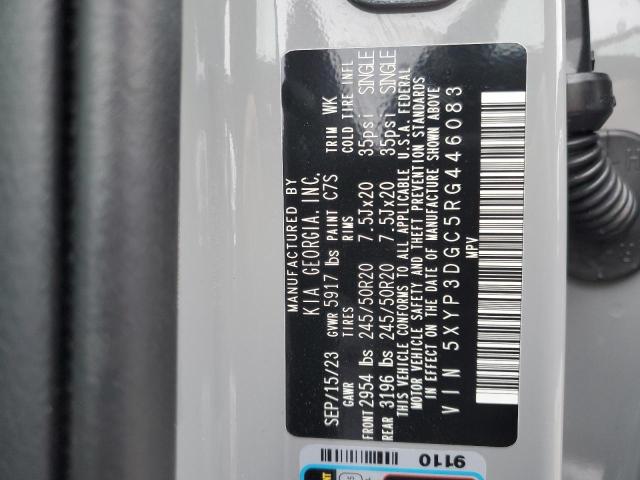 MANUFACTURED BY
KIA GEORGIA. INC.
SEP/15/23 GVWR 5917 lbs PAINT C7S TRIM WK
GAWR TIRES RIMS COLD TIRE INFL
FRONT 2954 lbs 245/50R20 7.5Jx20 35psi SINGLE
REAR 3196 lbs 245/50R20 7.5Jx20 35psi SINGLE
THIS VEHICLE CONFORMS TO ALL APPLICABLE U.S.A. FEDERAL
MOTOR VEHICLE SAFETY AND THEFT PREVENTION STANDARDS
IN EFFECT ON THE DATE OF MANUFACTURE SHOWN ABOVE
VIN 5XYP3DGC5RG446083
MPV
9110